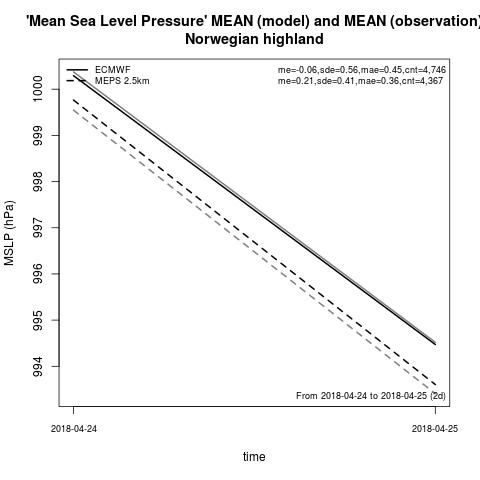 'Mean Sea Level Pressure' MEAN (model) and MEAN (observation)
Norwegian highland
ECMWF
me=-0.06,sde=0.56,mae=0.45,cnt=4,746
MEPS 2.5km
me=0.21,sde=0.41,mae=0.36,cnt=4,367
MSLP (hPa)
1000
999
998
997
996
995
994
From 2018-04-24 to 2018-04-25 (2d)
2018-04-24
2018-04-25
time